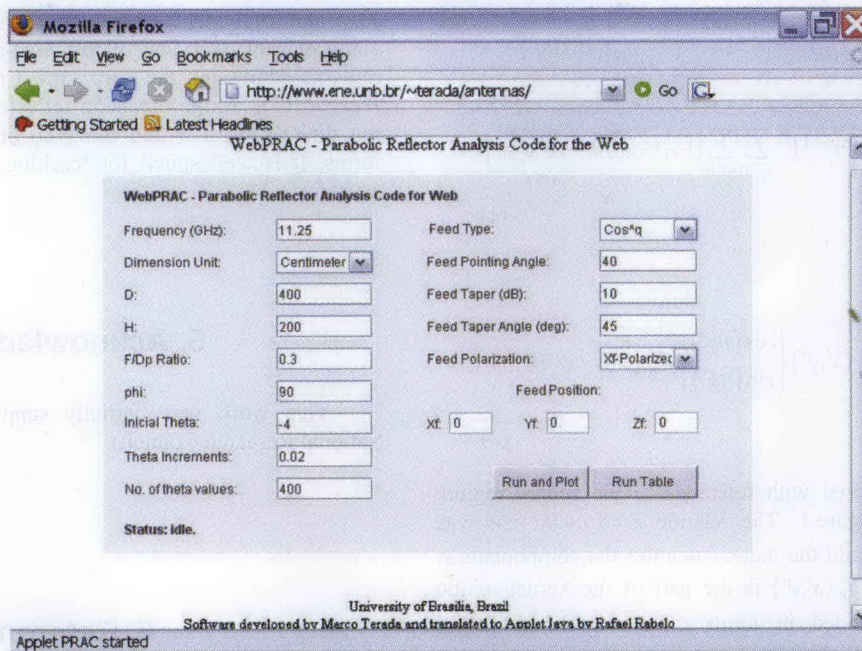 Mozilla Firefox
File Edit View Go Bookmarks Tools Help
http://www.ene.unb.br/~terada/antennas/ Go
Getting Started Latest Headlines
WebPRAC - Parabolic Reflector Analysis Code for the Web
WebPRAC - Parabolic Reflector Analysis Code for Web
Frequency (GHz): 11.25 Feed Type: Cos^q
Dimension Unit: Centimeter Feed Pointing Angle: 40
D: 400 Feed Taper (dB): 10
H: 200 Feed Taper Angle (deg): 45
F/Dp Ratio: 0.3 Feed Polarization: Xf-Polarized
phi: 90 Feed Position:
Inicial Theta: -4 Xf: 0 Yf: 0 Zf: 0
Theta Increments: 0.02
No. of theta values: 400 Run and Plot Run Table
Status: Idle.
University of Brasilia, Brazil
Software developed by Marco Terada and translated to Applet Java by Rafael Rabelo
Applet PRAC started